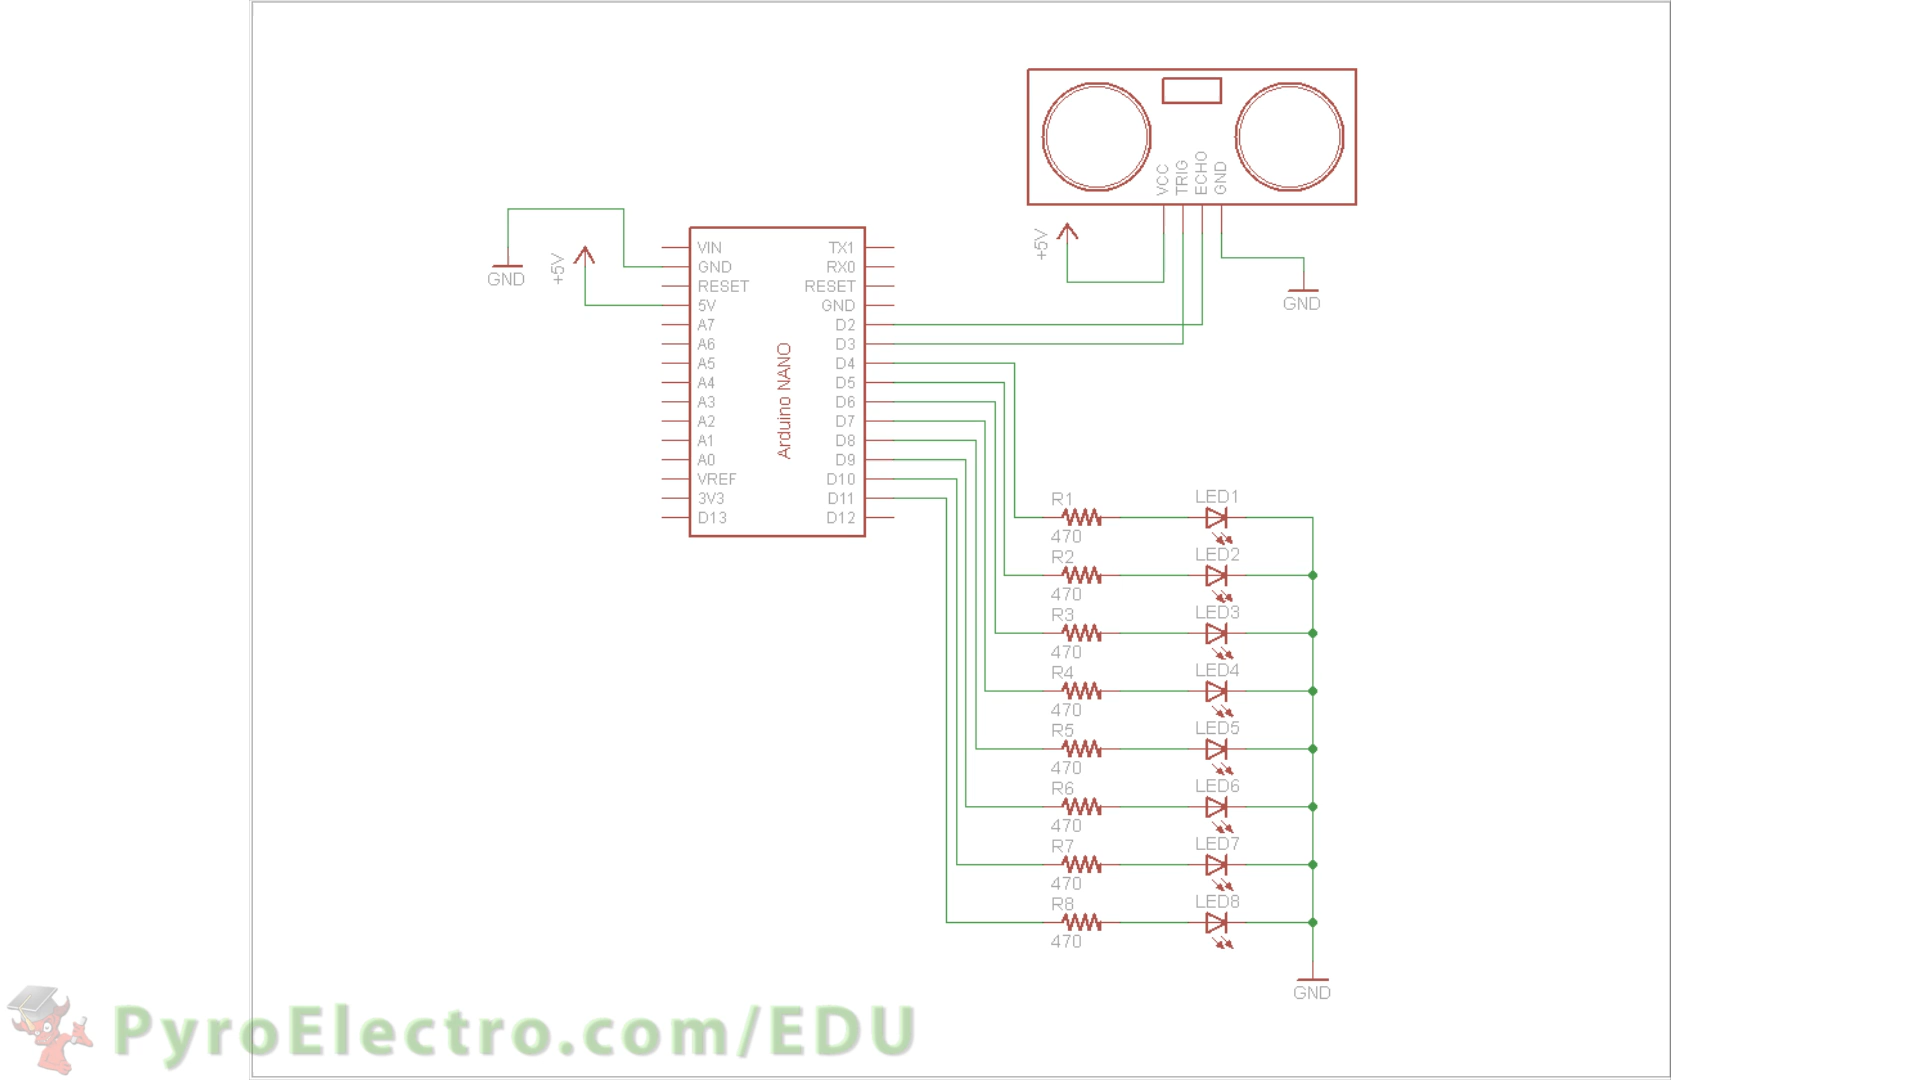 VCC
TRIG
ECHO
GND
+5V
GND
GND
+5V
Arduino NANO
VIN
GND
RESET
5V
A7
A6
A5
A4
A3
A2
A1
A0
VREF
3V3
D13
TX1
RX0
RESET
GND
D2
D3
D4
D5
D6
D7
D8
D9
D10
D11
D12
R1
470
LED1
R2
470
LED2
R3
470
LED3
R4
470
LED4
R5
470
LED5
R6
470
LED6
R7
470
LED7
R8
470
LED8
GND
PyroElectro.com/EDU